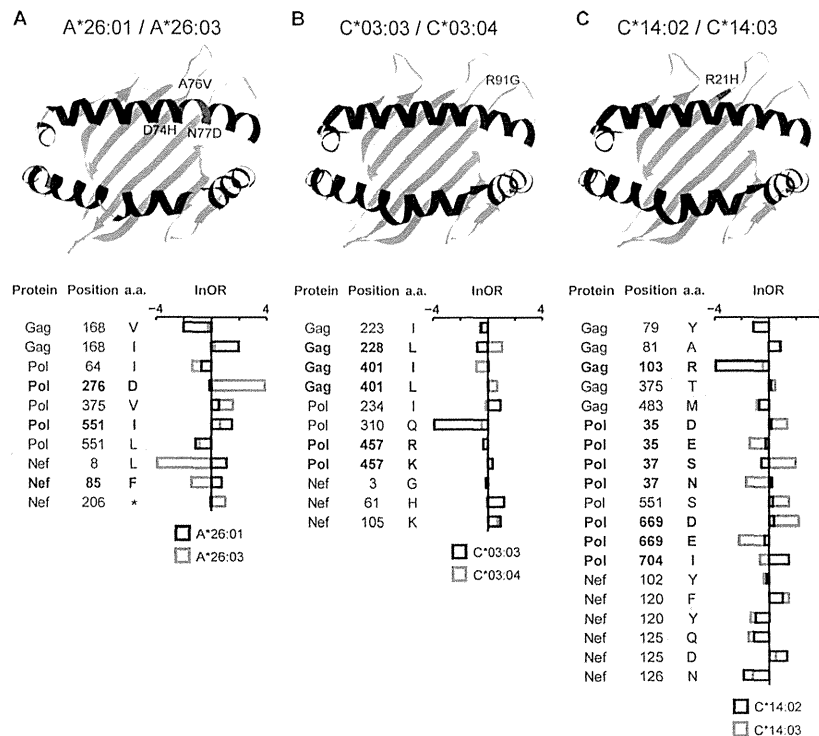 A
A*26:01 / A*26:03
A76V
D74H
N77D
Protein Position a.a. lnOR
−4 4
Gag 168 V
Gag 168 I
Pol 64 I
Pol 276 D
Pol 375 V
Pol 551 I
Pol 551 L
Nef 8 L
Nef 85 F
Nef 206 *
A*26:01
A*26:03
B
C*03:03 / C*03:04
R91G
Protein Position a.a. lnOR
−4 4
Gag 223 I
Gag 228 L
Gag 401 I
Gag 401 L
Pol 234 I
Pol 310 Q
Pol 457 R
Pol 457 K
Nef 3 G
Nef 61 H
Nef 105 K
C*03:03
C*03:04
C
C*14:02 / C*14:03
R21H
Protein Position a.a. lnOR
−4 4
Gag 79 Y
Gag 81 A
Gag 103 R
Gag 375 T
Gag 483 M
Pol 35 D
Pol 35 E
Pol 37 S
Pol 37 N
Pol 551 S
Pol 669 D
Pol 669 E
Pol 704 I
Nef 102 Y
Nef 120 F
Nef 120 Y
Nef 125 Q
Nef 125 D
Nef 126 N
C*14:02
C*14:03